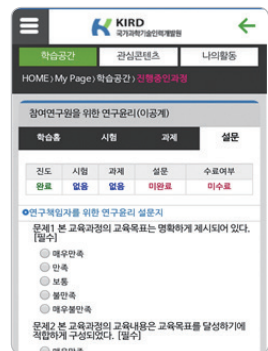 KIRD
국가과학기술인력개발원
학습공간 관심콘텐츠 나의활동
HOME > My Page > 학습공간 > 진행중인과정
참여연구원을 위한 연구윤리(이공계)
학습홈 시험 과제 설문
진도 시험 과제 설문 수료여부
완료 없음 없음 미완료 미수료
연구책임자를 위한 연구윤리 설문지
문제1 본 교육과정의 교육목표는 명확하게 제시되어 있다.
[필수]
매우만족
만족
보통
불만족
매우불만족
문제2 본 교육과정의 교육내용은 교육목표를 달성하기에
적합하게 구성되었다. [필수]
매우만족